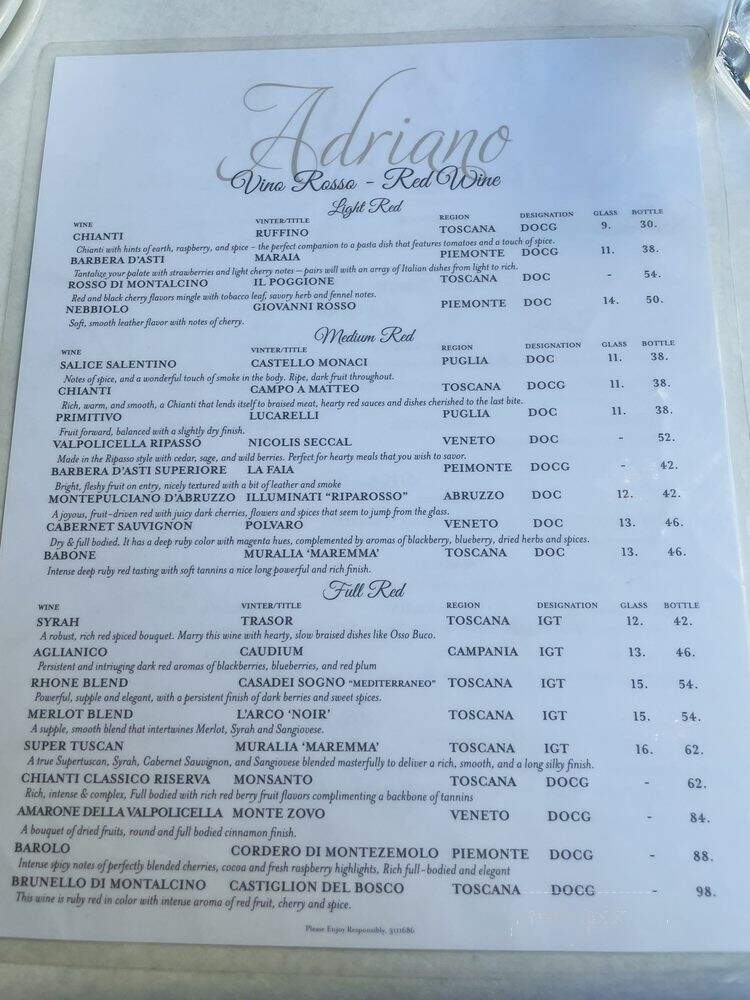 Adriano
Vino Rosso - Red Wine
Light Red
WINE VINTER/TITLE REGION DESIGNATION GLASS BOTTLE
CHIANTI RUFFINO TOSCANA DOCG 9. 30.
Chianti with hints of earth, raspberry, and spice - the perfect companion to a pasta dish that features tomatoes and a touch of spice.
BARBERA D'ASTI MARAIA PIEMONTE DOCG 11. 38.
Tantalize your palate with strawberries and light cherry notes - pairs will with an array of Italian dishes from light to rich.
ROSSO DI MONTALCINO IL POGGIONE TOSCANA DOC - 54.
Red and black cherry flavors mingle with tobacco leaf, savory herb and fennel notes.
NEBBIOLO GIOVANNI ROSSO PIEMONTE DOC 14. 50.
Soft, smooth leather flavor with notes of cherry.
Medium Red
WINE VINTER/TITLE REGION DESIGNATION GLASS BOTTLE
SALICE SALENTINO CASTELLO MONACI PUGLIA DOC 11. 38.
Notes of spice, and a wonderful touch of smoke in the body. Ripe, dark fruit throughout.
CHIANTI CAMPO A MATTEO TOSCANA DOCG 11. 38.
Rich, warm, and smooth, a Chianti that lends itself to braised meat, hearty red sauces and dishes cherished to the last bite.
PRIMITIVO LUCARELLI PUGLIA DOC 11. 38.
Fruit forward, balanced with a slightly dry finish.
VALPOLICELLA RIPASSO NICOLIS SECCAL VENETO DOC - 52.
Made in the Ripasso style with cedar, sage, and wild berries. Perfect for hearty meals that you wish to savor.
BARBERA D'ASTI SUPERIORE LA FAIA PEIMONTE DOCG - 42.
Bright, fleshy fruit on entry, nicely textured with a bit of leather and smoke
MONTEPULCIANO D'ABRUZZO ILLUMINATI "RIPAROSSO" ABRUZZO DOC 12. 42.
A joyous, fruit-driven red with juicy dark cherries, flowers and spices that seem to jump from the glass.
CABERNET SAUVIGNON POLVARO VENETO DOC 13. 46.
Dry & full bodied. It has a deep ruby color with magenta hues, complemented by aromas of blackberry, blueberry, dried herbs and spices.
BABONE MURALIA 'MAREMMA' TOSCANA DOC 13. 46.
Intense deep ruby red tasting with soft tannins a nice long powerful and rich finish.
Full Red
WINE VINTER/TITLE REGION DESIGNATION GLASS BOTTLE
SYRAH TRASOR TOSCANA IGT 12. 42.
A robust, rich red spiced bouquet. Marry this wine with hearty, slow braised dishes like Osso Buco.
AGLIANICO CAUDIUM CAMPANIA IGT 13. 46.
Persistent and intriuging dark red aromas of blackberries, blueberries, and red plum
RHONE BLEND CASADEI SOGNO "MEDITERRANEO" TOSCANA IGT 15. 54.
Powerful, supple and elegant, with a persistent finish of dark berries and sweet spices.
MERLOT BLEND L'ARCO 'NOIR' TOSCANA IGT 15. 54.
A supple, smooth blend that intertwines Merlot, Syrah and Sangiovese.
SUPER TUSCAN MURALIA 'MAREMMA' TOSCANA IGT 16. 62.
A true Supertuscan, Syrah, Cabernet Sauvignon, and Sangiovese blended masterfully to deliver a rich, smooth, and a long silky finish.
CHIANTI CLASSICO RISERVA MONSANTO TOSCANA DOCG - 62.
Rich, intense & complex, Full bodied with rich red berry fruit flavors complimenting a backbone of tannins
AMARONE DELLA VALPOLICELLA MONTE ZOVO VENETO DOCG - 84.
A bouquet of dried fruits, round and full bodied cinnamon finish.
BAROLO CORDERO DI MONTEZEMOLO PIEMONTE DOCG - 88.
Intense spicy notes of perfectly blended cherries, cocoa and fresh raspberry highlights, Rich full-bodied and elegant
BRUNELLO DI MONTALCINO CASTIGLION DEL BOSCO TOSCANA DOCG - 98.
This wine is ruby red in color with intense aroma of red fruit, cherry and spice.
Please Enjoy Responsibly. 3111686